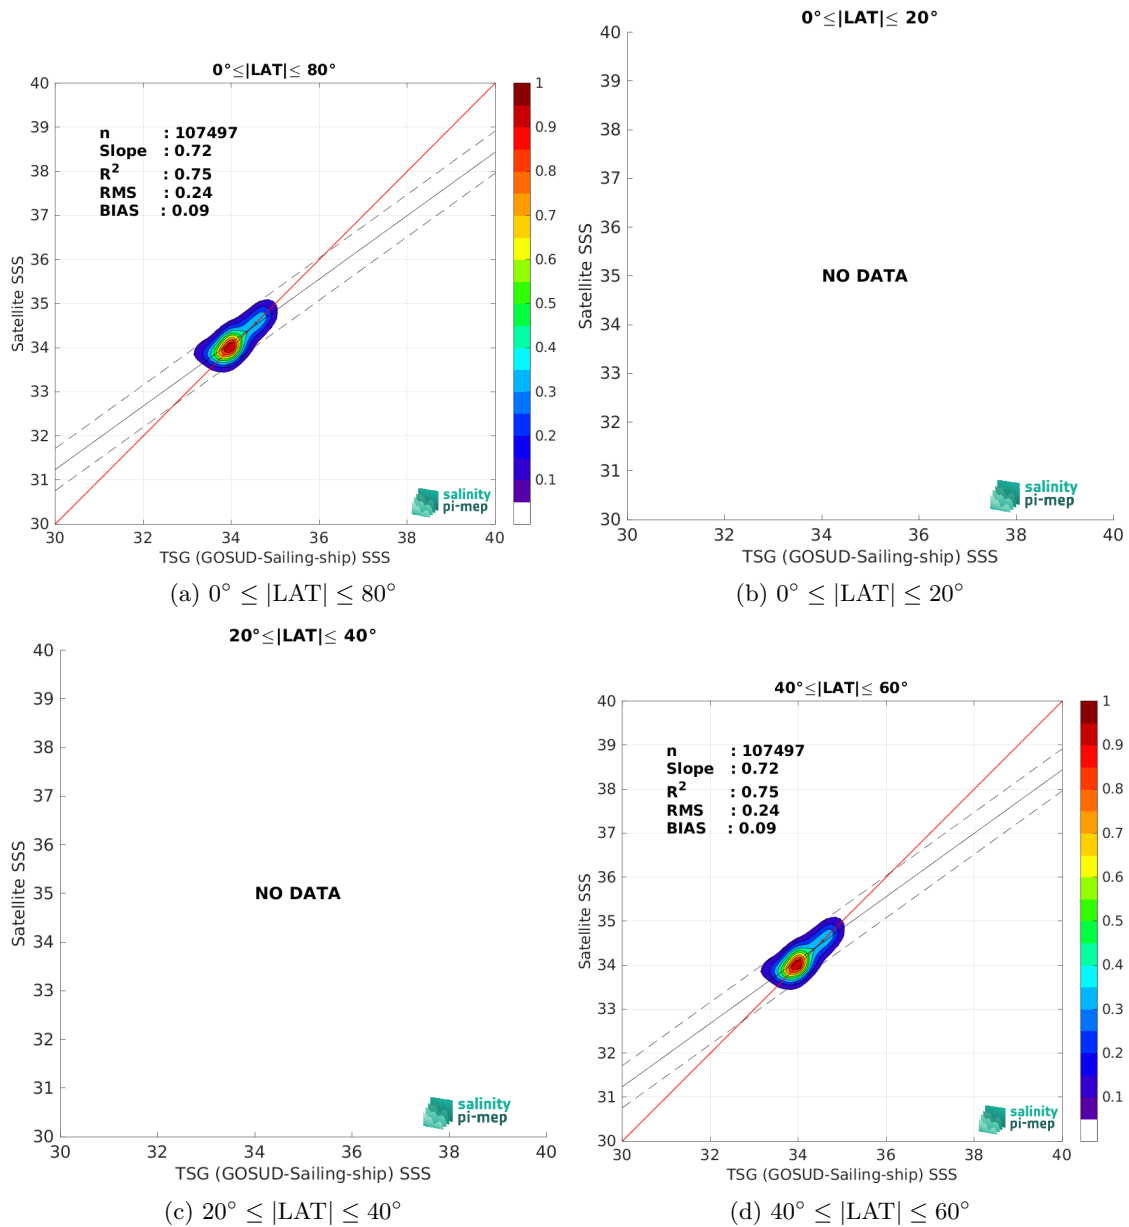 0°≤|LAT|≤ 80°
n : 107497
Slope : 0.72
R² : 0.75
RMS : 0.24
BIAS : 0.09
40
39
38
37
36
35
34
33
32
31
30
Satellite SSS
30 32 34 36 38 40
TSG (GOSUD-Sailing-ship) SSS
1
0.9
0.8
0.7
0.6
0.5
0.4
0.3
0.2
0.1
salinity
pi-mep
(a) 0° ≤ |LAT| ≤ 80°
0°≤|LAT|≤ 20°
40
39
38
37
36
35
34
33
32
31
30
Satellite SSS
NO DATA
salinity
pi-mep
30 32 34 36 38 40
TSG (GOSUD-Sailing-ship) SSS
(b) 0° ≤ |LAT| ≤ 20°
20°≤|LAT|≤ 40°
40
39
38
37
36
35
34
33
32
31
30
Satellite SSS
NO DATA
salinity
pi-mep
30 32 34 36 38 40
TSG (GOSUD-Sailing-ship) SSS
(c) 20° ≤ |LAT| ≤ 40°
40°≤|LAT|≤ 60°
n : 107497
Slope : 0.72
R² : 0.75
RMS : 0.24
BIAS : 0.09
40
39
38
37
36
35
34
33
32
31
30
Satellite SSS
30 32 34 36 38 40
TSG (GOSUD-Sailing-ship) SSS
1
0.9
0.8
0.7
0.6
0.5
0.4
0.3
0.2
0.1
salinity
pi-mep
(d) 40° ≤ |LAT| ≤ 60°